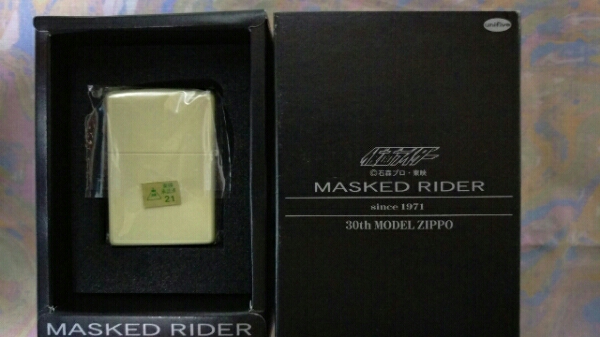 仮面ライダー
©石森プロ・東映
MASKED RIDER
since 1971
30th MODEL ZIPPO
21
MASKED RIDER